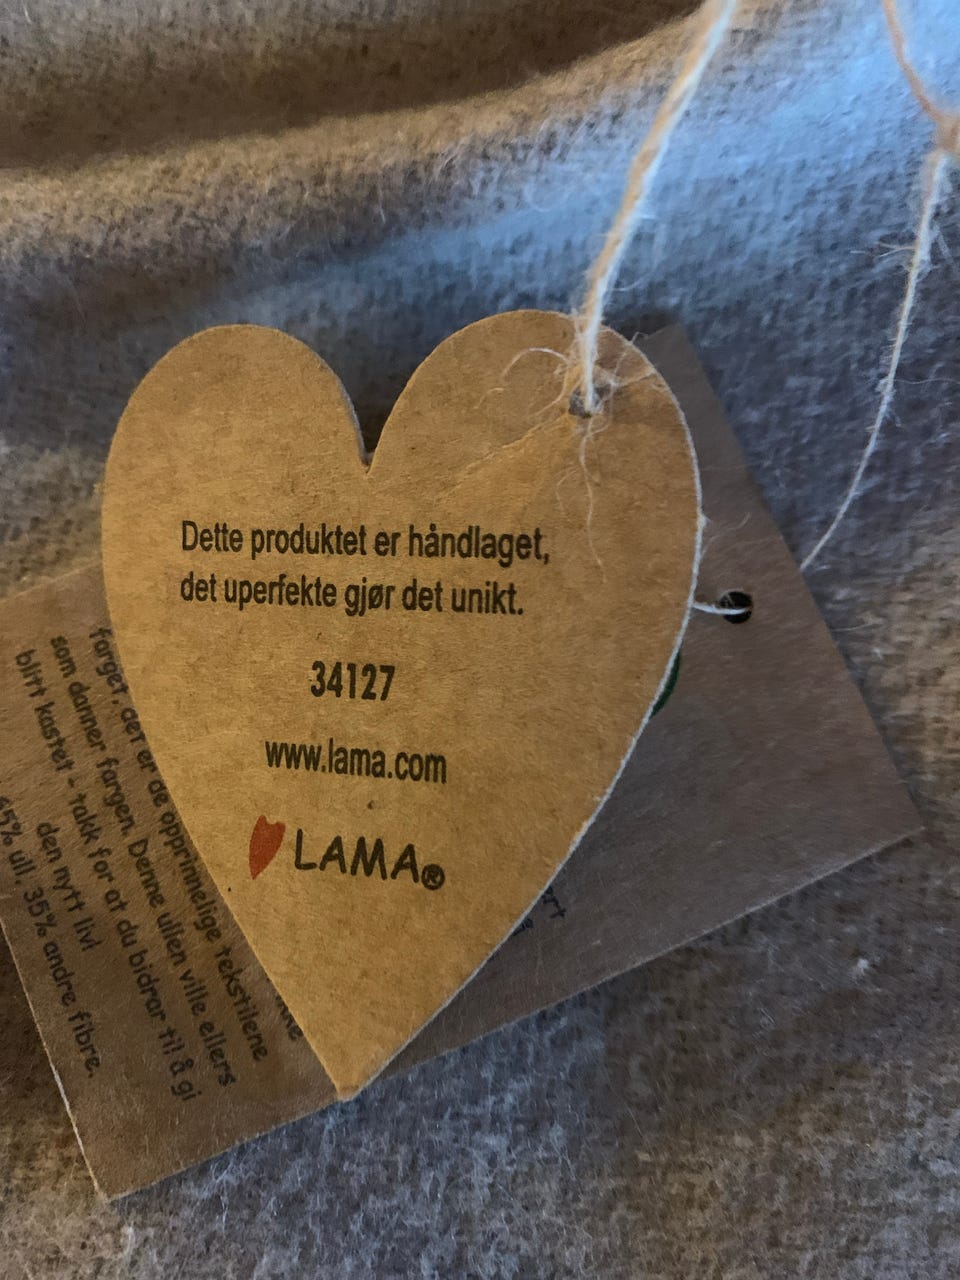 Dette produktet er håndlaget,
det uperfekte gjør det unikt.
34127
www.lama.com
LAMA®
farget, det er de opprinnelige tekstilene
som danner fargen. Denne ullen ville ellers
blitt kastet - takk for at du bidrar til å gi
den nytt liv!
65% ull, 35% andre fibre.